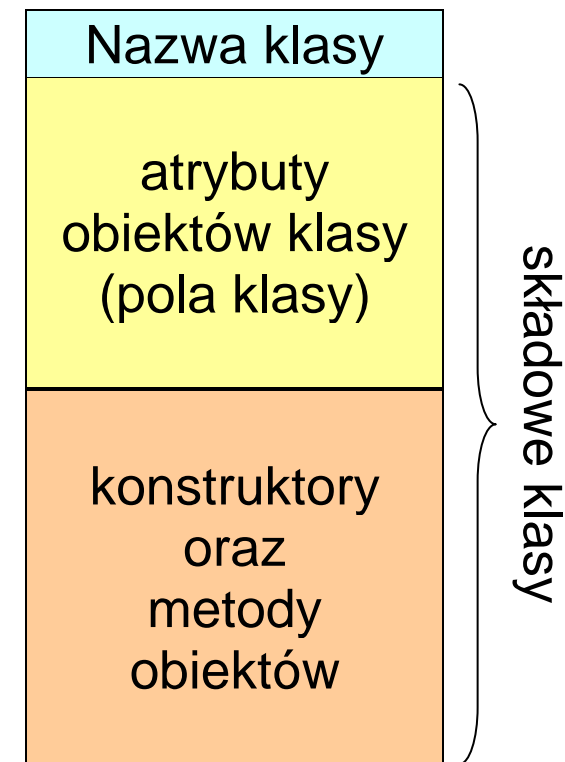 Nazwa klasy
atrybuty
obiektów klasy
(pola klasy)
konstruktory
oraz
metody
obiektów
składowe klasy